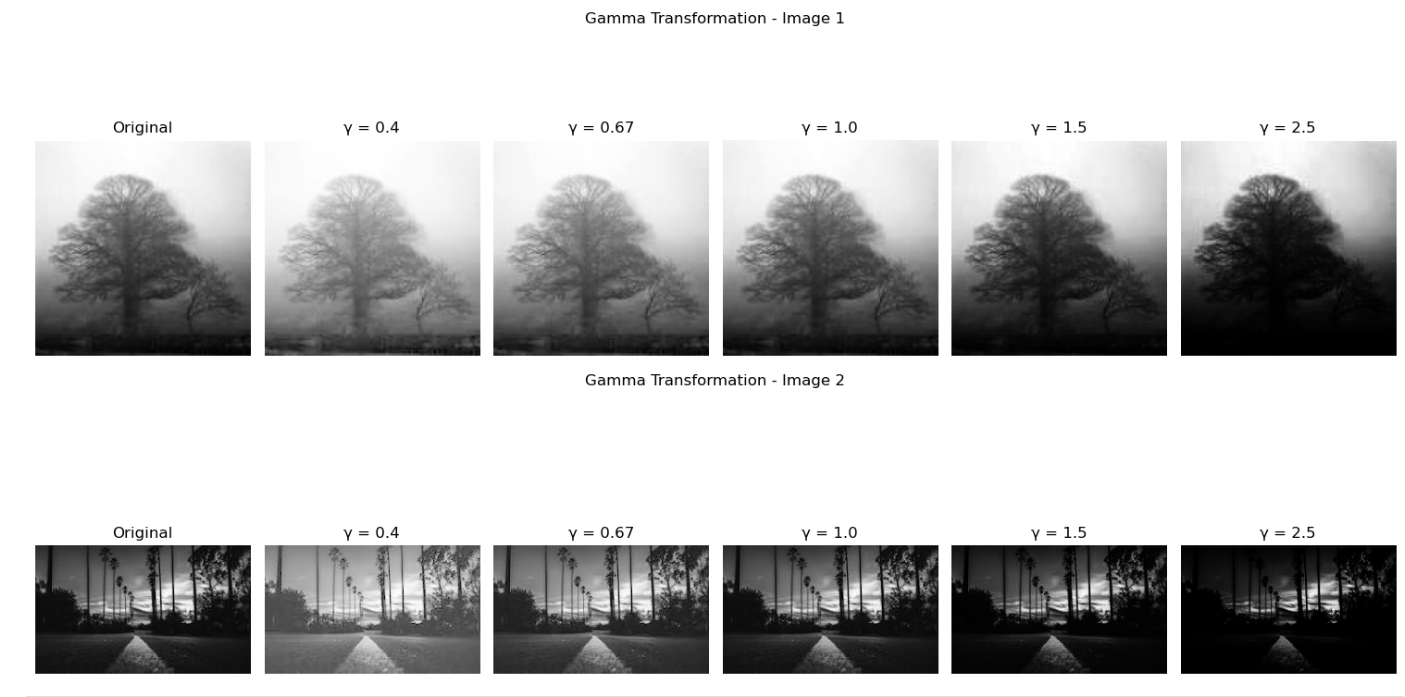 Gamma Transformation - Image 1
Original γ = 0.4 γ = 0.67 γ = 1.0 γ = 1.5 γ = 2.5
Gamma Transformation - Image 2
Original γ = 0.4 γ = 0.67 γ = 1.0 γ = 1.5 γ = 2.5